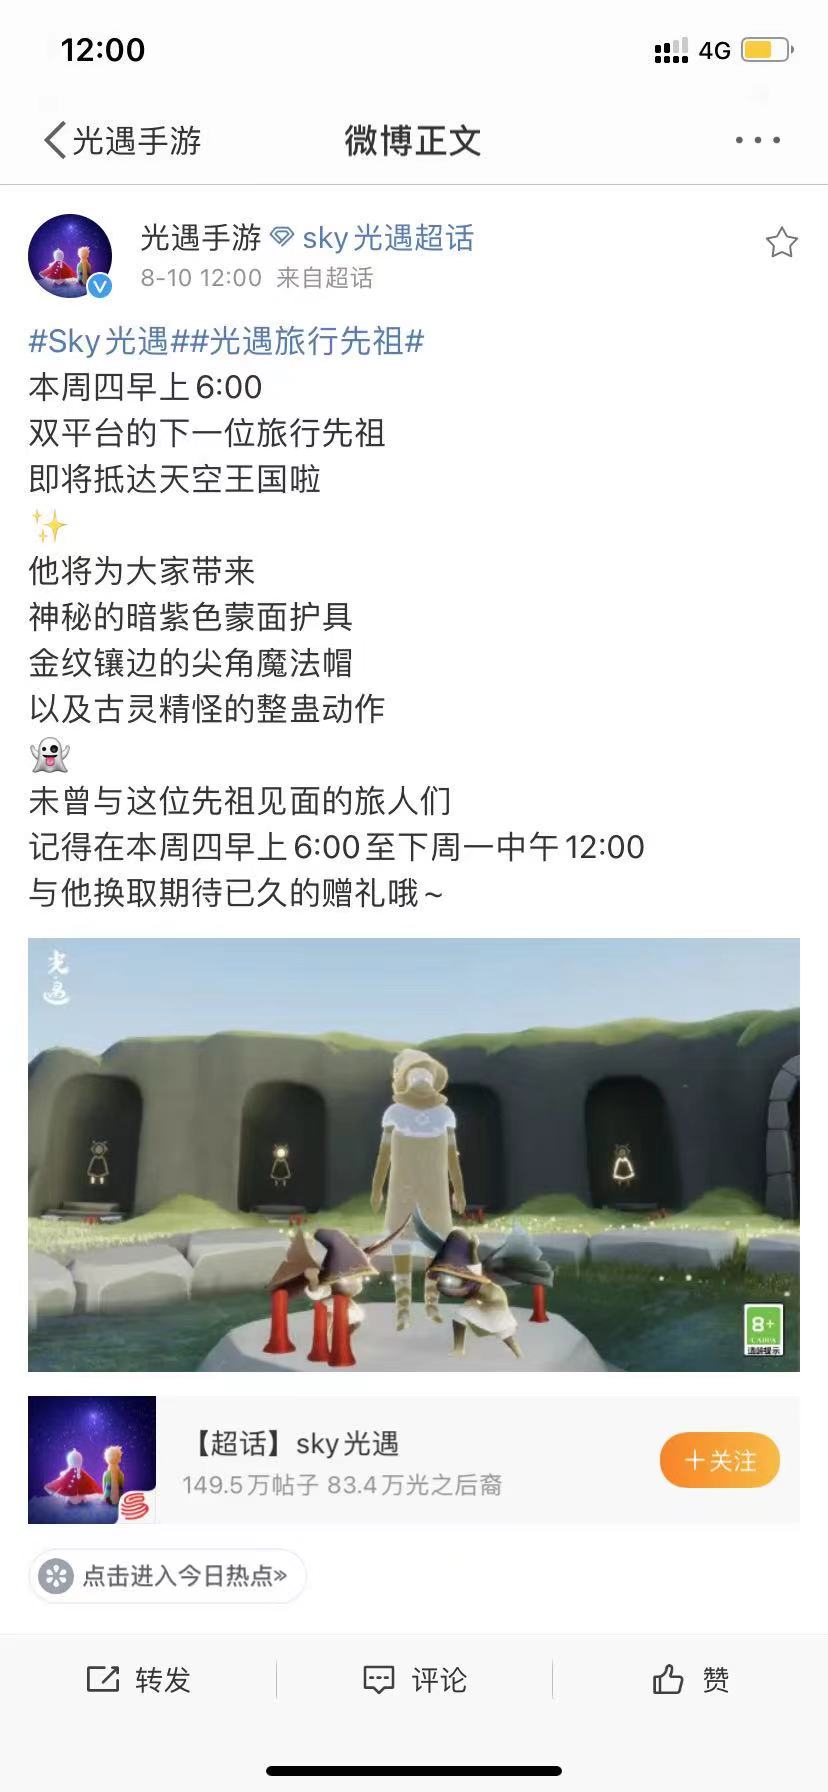 12:00
4G
光遇手游
微博正文
光遇手游 sky光遇超话
8-10 12:00 来自超话
#Sky光遇##光遇旅行先祖#
本周四早上6:00
双平台的下一位旅行先祖
即将抵达天空王国啦
✨
他将为大家带来
神秘的暗紫色蒙面护具
金纹镶边的尖角魔法帽
以及古灵精怪的整蛊动作
👻
未曾与这位先祖见面的旅人们
记得在本周四早上6:00至下周一中午12:00
与他换取期待已久的赠礼哦~
光遇
8+
CADPA
适龄提示
【超话】sky光遇
149.5万帖子 83.4万光之后裔
+关注
点击进入今日热点»
转发
评论
赞